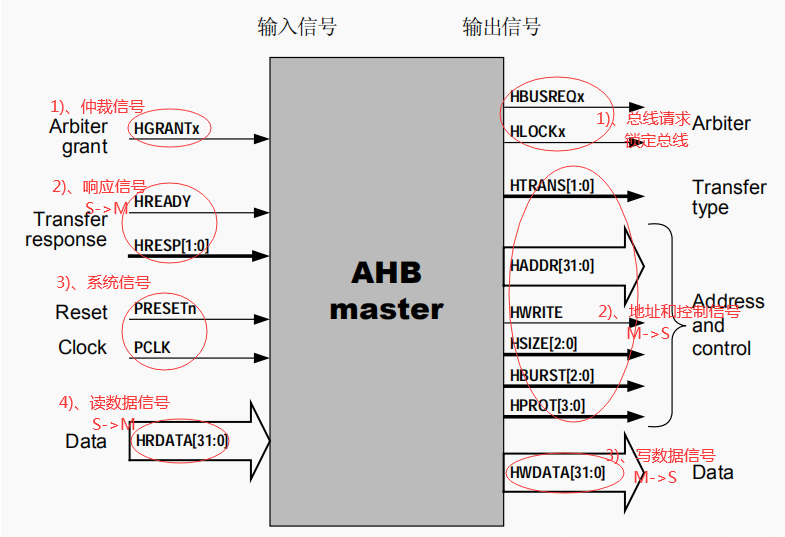 输入信号
输出信号
1)、仲裁信号
Arbiter
grant
HGRANTx
2)、响应信号
S->M
Transfer
response
HREADY
HRESP[1:0]
3)、系统信号
Reset
PRESETn
Clock
PCLK
4)、读数据信号
S->M
Data
HRDATA[31:0]
AHB
master
HBUSREQx
HLOCKx
1)、总线请求
锁定总线
Arbiter
HTRANS[1:0]
Transfer
type
HADDR[31:0]
HWRITE
HSIZE[2:0]
HBURST[2:0]
HPROT[3:0]
2)、地址和控制信号
M->S
Address
and
control
3)、写数据信号
M->S
HWDATA[31:0]
Data